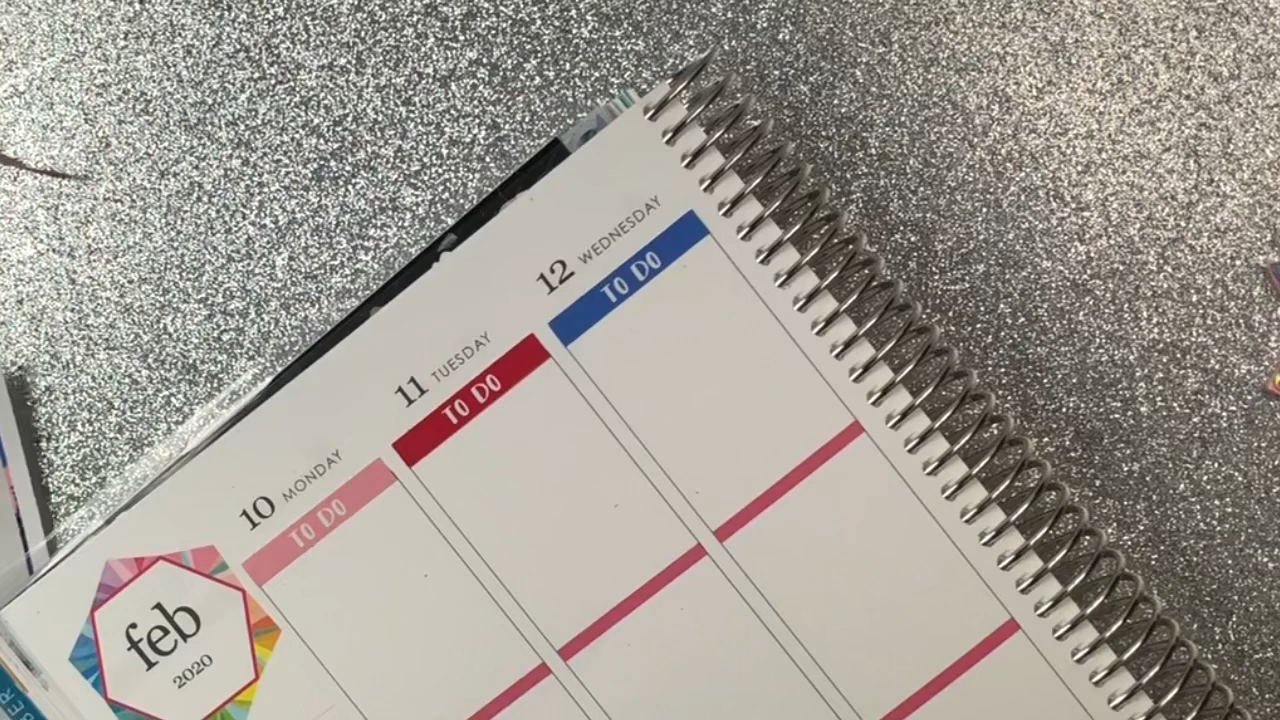 12 WEDNESDAY
TO DO
11 TUESDAY
TO DO
10 MONDAY
TO DO
feb
2020